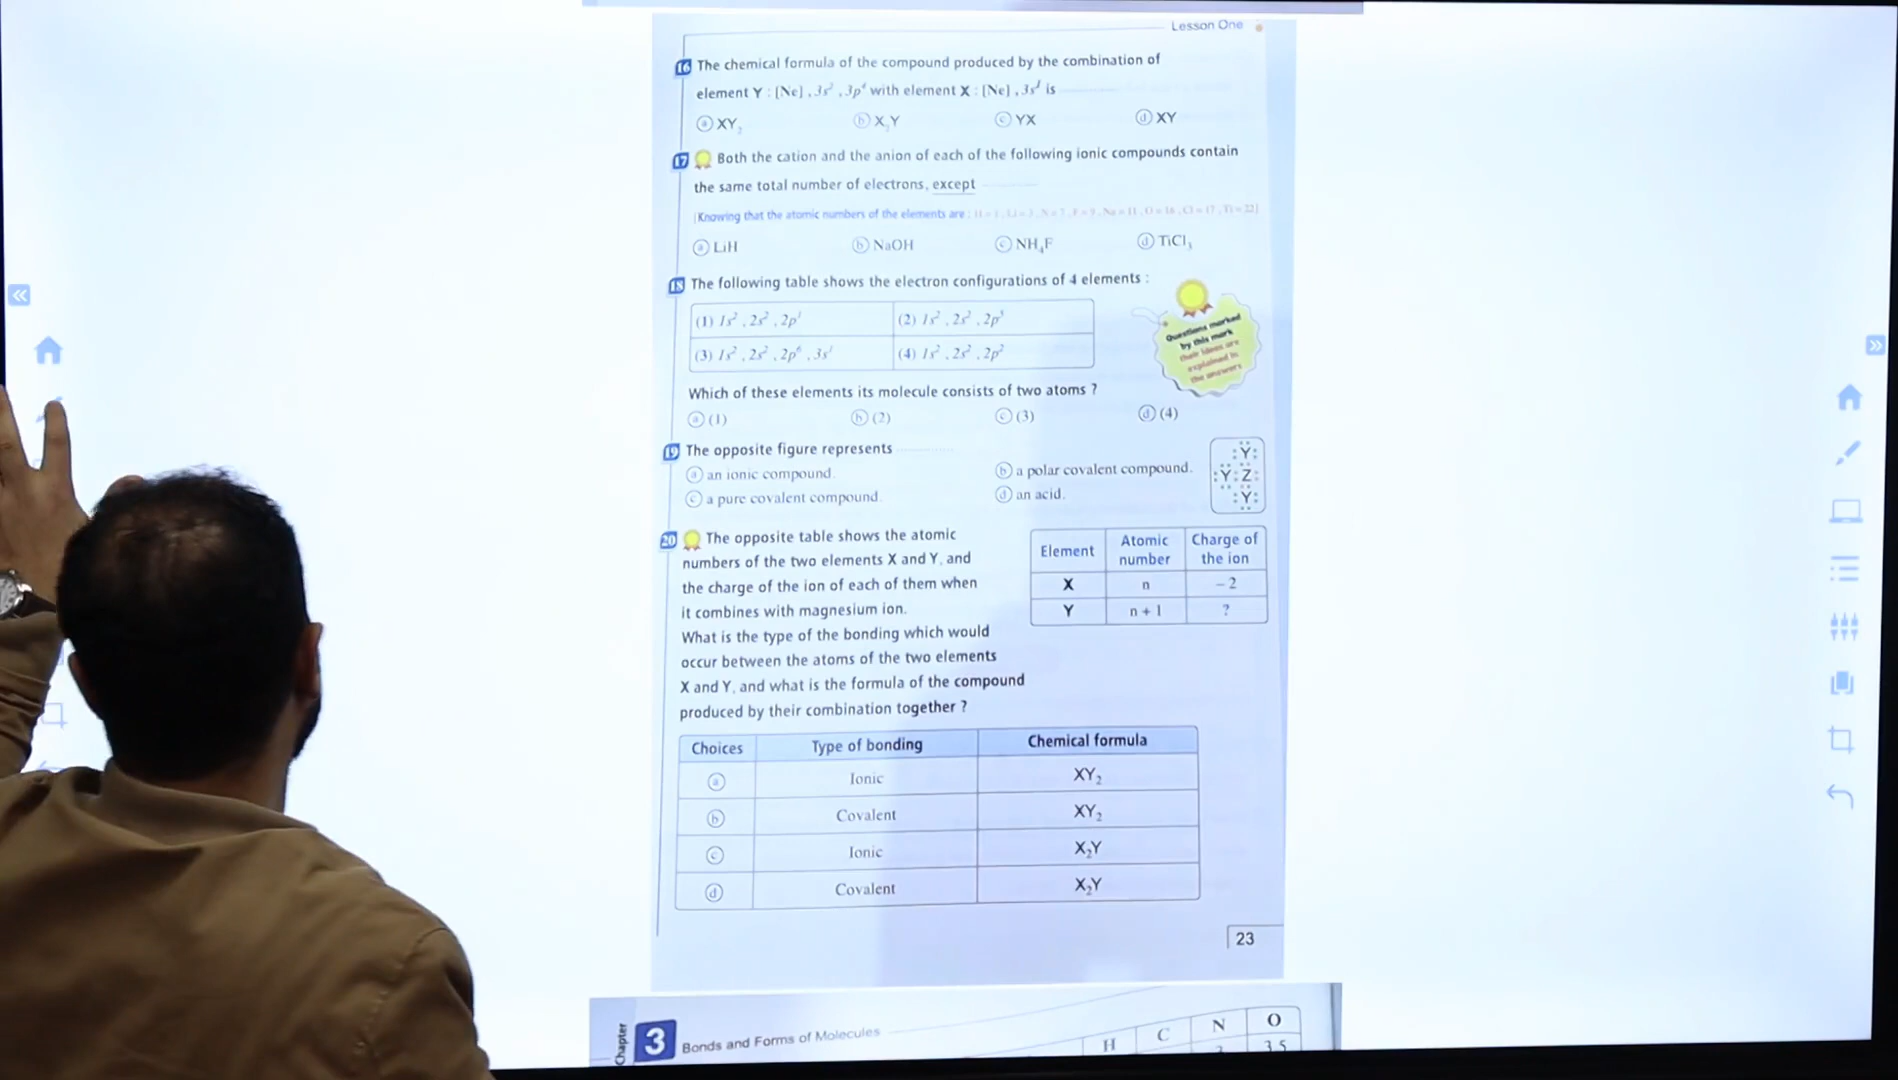 Lesson One
16 The chemical formula of the compound produced by the combination of
element Y : [Ne] , 3s² , 3p⁴ with element X : [Ne] , 3s¹ is
ⓐ XY₂ ⓑ X₂Y ⓒ YX ⓓ XY
17 Both the cation and the anion of each of the following ionic compounds contain
the same total number of electrons, except
[Knowing that the atomic numbers of the elements are :
ⓐ LiH ⓑ NaOH ⓒ NH₄F ⓓ TiCl₃
18 The following table shows the electron configurations of 4 elements :
(1) 1s² , 2s² , 2p¹ (2) 1s² , 2s² , 2p³
(3) 1s² , 2s² , 2p⁶ , 3s¹ (4) 1s² , 2s² , 2p²
Questions marked
by this mark
their ideas are
explained in
the answers
Which of these elements its molecule consists of two atoms ?
ⓐ (1) ⓑ (2) ⓒ (3) ⓓ (4)
19 The opposite figure represents
ⓐ an ionic compound. ⓑ a polar covalent compound.
ⓒ a pure covalent compound. ⓓ an acid.
Y
Y Z
Y
20 The opposite table shows the atomic
numbers of the two elements X and Y, and
the charge of the ion of each of them when
it combines with magnesium ion.
What is the type of the bonding which would
occur between the atoms of the two elements
X and Y, and what is the formula of the compound
produced by their combination together ?
Element Atomic number Charge of the ion
X n – 2
Y n + 1 ?
Choices Type of bonding Chemical formula
ⓐ Ionic XY₂
ⓑ Covalent XY₂
ⓒ Ionic X₂Y
ⓓ Covalent X₂Y
23
Chapter 3 Bonds and Forms of Molecules
H C N O
3.5